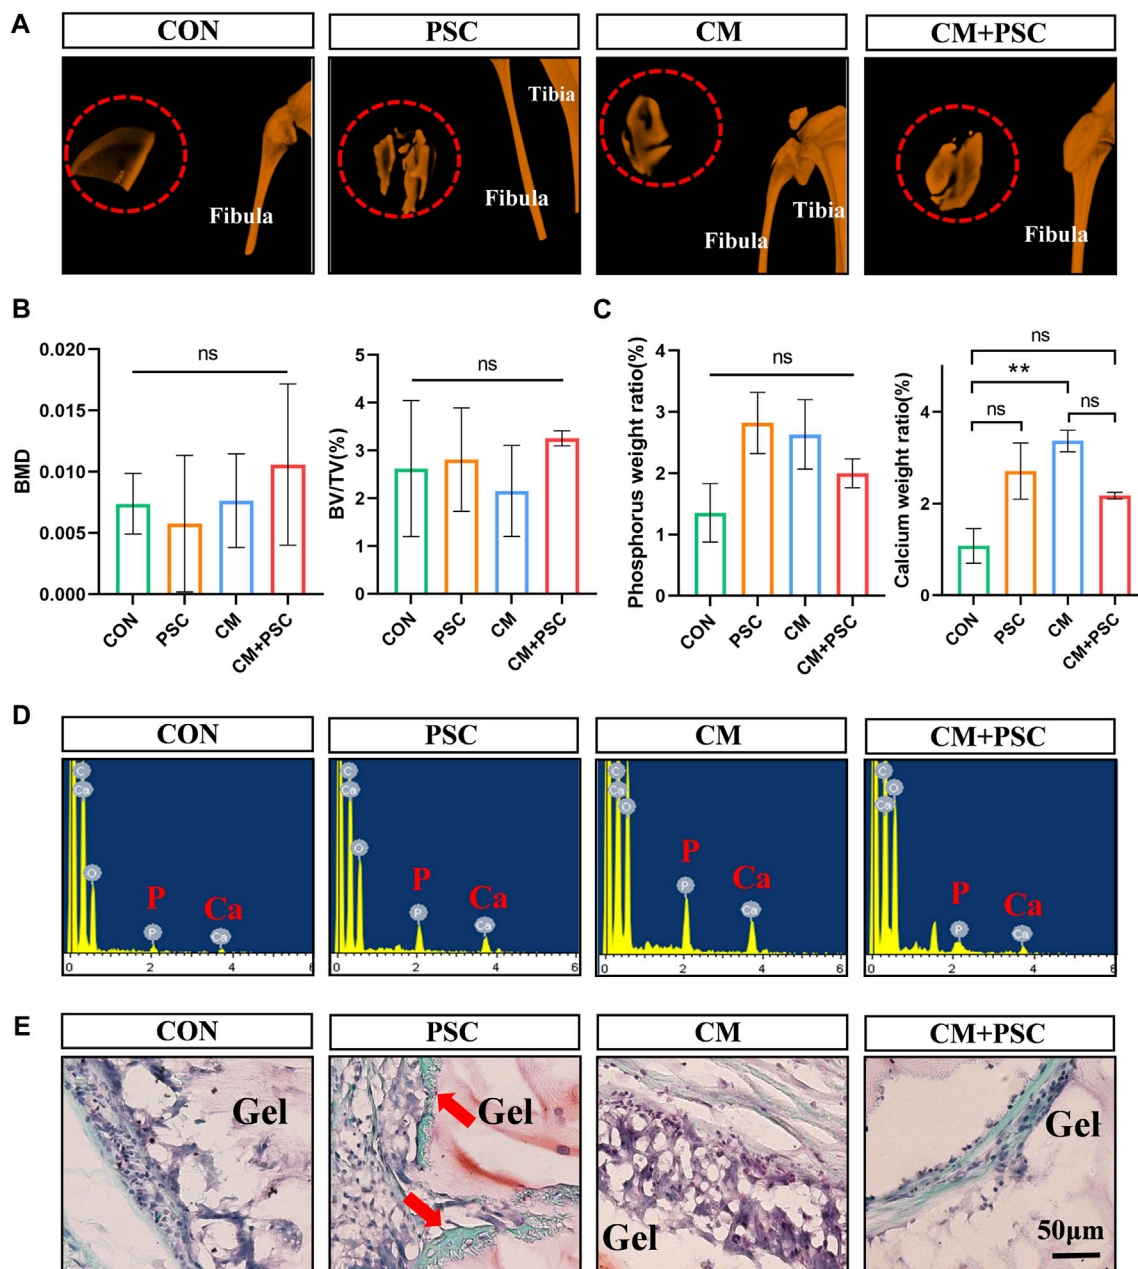 A
CON
PSC
CM
CM+PSC
Fibula
Tibia
Fibula
Fibula
Tibia
Fibula
B
BMD
0.020
0.015
0.010
0.005
0.000
ns
CON
PSC
CM
CM+PSC
BV/TV(%)
5
4
3
2
1
0
ns
CON
PSC
CM
CM+PSC
C
Phosphorus weight ratio(%)
4
3
2
1
0
ns
CON
PSC
CM
CM+PSC
Calcium weight ratio(%)
4
2
0
ns
**
ns
ns
CON
PSC
CM
CM+PSC
D
CON
PSC
CM
CM+PSC
C
Ca
O
P
P
Ca
Ca
0 2 4 6
C
Ca
O
P
P
Ca
Ca
0 2 4 6
C
Ca
O
P
P
Ca
Ca
0 2 4 6
C
Ca
O
P
P
Ca
Ca
0 2 4 6
E
CON
PSC
CM
CM+PSC
Gel
Gel
Gel
Gel
50μm